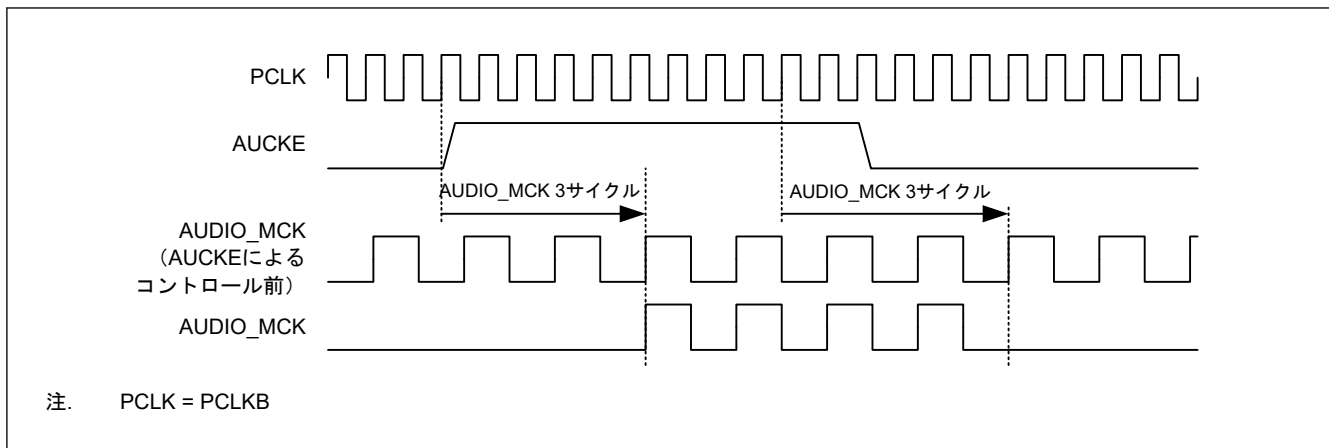 PCLK
AUCKE
AUDIO_MCK 3サイクル
AUDIO_MCK 3サイクル
AUDIO_MCK
（AUCKEによる
コントロール前）
AUDIO_MCK
注. PCLK = PCLKB